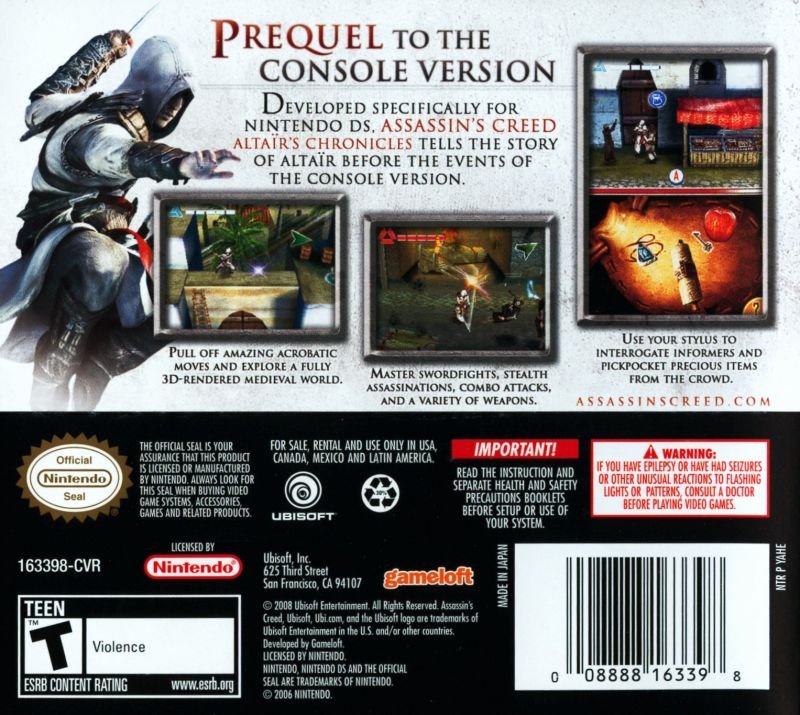 PREQUEL TO THE
CONSOLE VERSION
DEVELOPED SPECIFICALLY FOR
NINTENDO DS, ASSASSIN'S CREED
ALTAÏR'S CHRONICLES TELLS THE STORY
OF ALTAÏR BEFORE THE EVENTS OF
THE CONSOLE VERSION.
A
PULL OFF AMAZING ACROBATIC
MOVES AND EXPLORE A FULLY
3D-RENDERED MEDIEVAL WORLD.
MASTER SWORDFIGHTS, STEALTH
ASSASSINATIONS, COMBO ATTACKS,
AND A VARIETY OF WEAPONS.
USE YOUR STYLUS TO
INTERROGATE INFORMERS AND
PICKPOCKET PRECIOUS ITEMS
FROM THE CROWD.
ASSASSINSCREED.COM
Official
Nintendo
Seal
THE OFFICIAL SEAL IS YOUR
ASSURANCE THAT THIS PRODUCT
IS LICENSED OR MANUFACTURED
BY NINTENDO. ALWAYS LOOK FOR
THIS SEAL WHEN BUYING VIDEO
GAME SYSTEMS, ACCESSORIES,
GAMES AND RELATED PRODUCTS.
FOR SALE, RENTAL AND USE ONLY IN USA,
CANADA, MEXICO AND LATIN AMERICA.
UBISOFT
IMPORTANT!
READ THE INSTRUCTION AND
SEPARATE HEALTH AND SAFETY
PRECAUTIONS BOOKLETS
BEFORE SETUP OR USE OF
YOUR SYSTEM.
WARNING:
IF YOU HAVE EPILEPSY OR HAVE HAD SEIZURES
OR OTHER UNUSUAL REACTIONS TO FLASHING
LIGHTS OR PATTERNS, CONSULT A DOCTOR
BEFORE PLAYING VIDEO GAMES.
163398-CVR
LICENSED BY
Nintendo
Ubisoft, Inc.
625 Third Street
San Francisco, CA 94107
gameloft
© 2008 Ubisoft Entertainment. All Rights Reserved. Assassin's
Creed, Ubisoft, Ubi.com, and the Ubisoft logo are trademarks of
Ubisoft Entertainment in the U.S. and/or other countries.
Developed by Gameloft.
LICENSED BY NINTENDO.
NINTENDO, NINTENDO DS AND THE OFFICIAL
SEAL ARE TRADEMARKS OF NINTENDO.
© 2006 NINTENDO.
TEEN
T
TM
Violence
ESRB CONTENT RATING
www.esrb.org
MADE IN JAPAN
0 08888 16339 8
NTR P YAHE